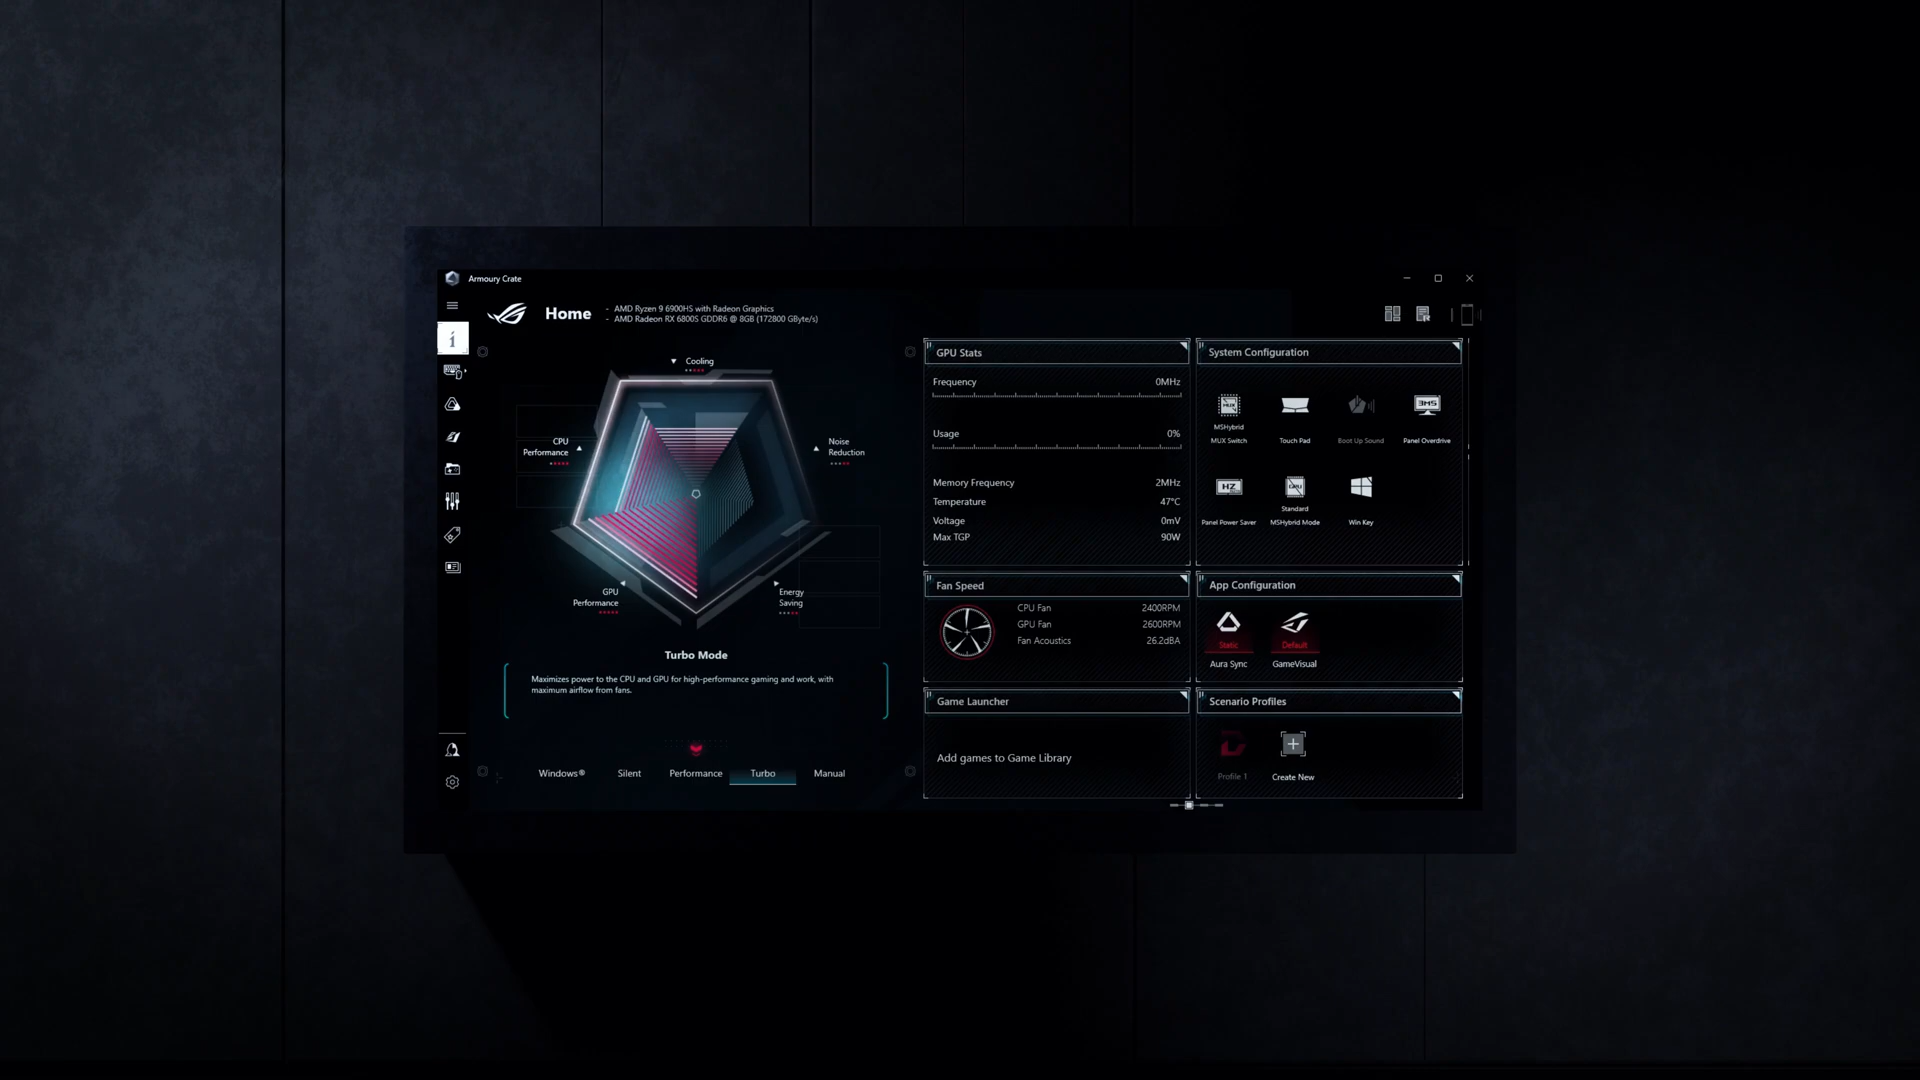 Armoury Crate
Home
- AMD Ryzen 9 6900HS with Radeon Graphics
- AMD Radeon RX 6800S GDDR6 @ 8GB (172800 GByte/s)
Cooling
CPU
Performance
Noise
Reduction
GPU
Performance
Energy
Saving
Turbo Mode
Maximizes power to the CPU and GPU for high-performance gaming and work, with
maximum airflow from fans.
Windows® Silent Performance Turbo Manual
GPU Stats
Frequency 0MHz
Usage 0%
Memory Frequency 2MHz
Temperature 47°C
Voltage 0mV
Max TGP 90W
Fan Speed
CPU Fan 2400RPM
GPU Fan 2600RPM
Fan Acoustics 26.2dBA
Game Launcher
Add games to Game Library
System Configuration
MUX
3MS
MSHybrid
MUX Switch Touch Pad Boot Up Sound Panel Overdrive
HZ
GPU
Standard
Panel Power Saver MSHybrid Mode Win Key
App Configuration
Static Default
Aura Sync GameVisual
Scenario Profiles
Profile 1 Create New